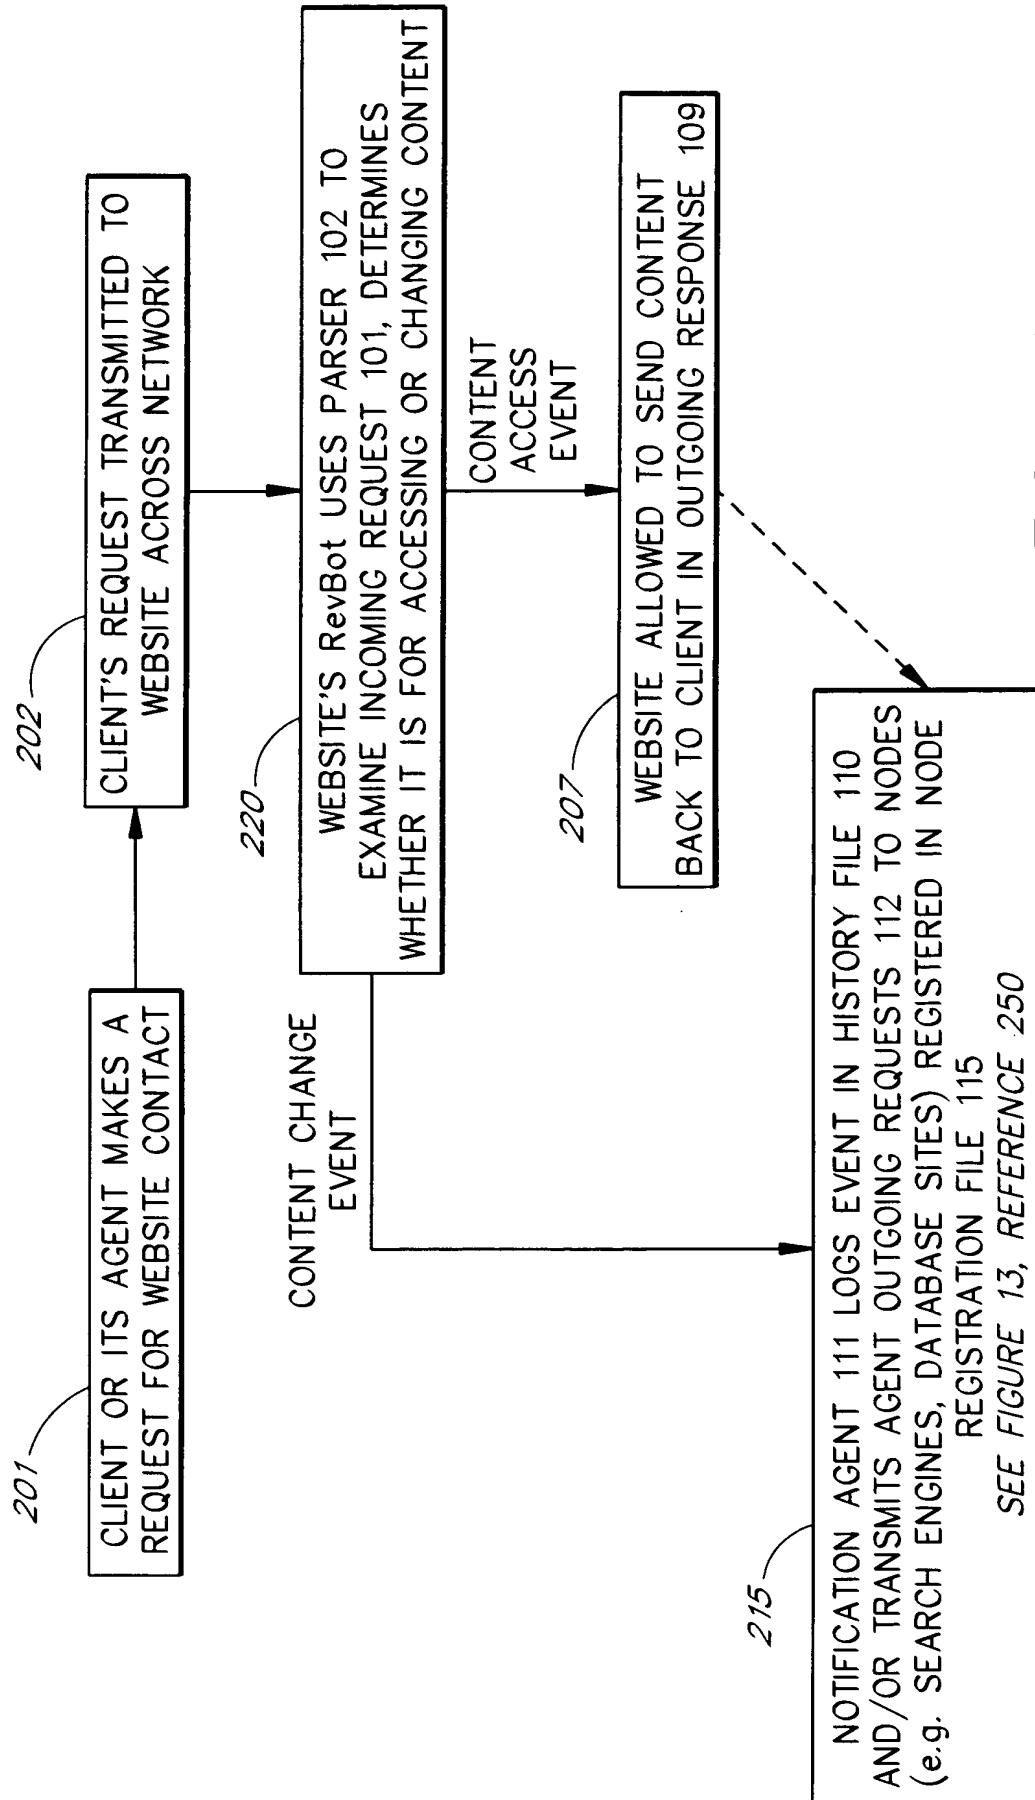 201
CLIENT OR ITS AGENT MAKES A
REQUEST FOR WEBSITE CONTACT
202
CLIENT'S REQUEST TRANSMITTED TO
WEBSITE ACROSS NETWORK
220
WEBSITE'S RevBot USES PARSER 102 TO
EXAMINE INCOMING REQUEST 101, DETERMINES
WHETHER IT IS FOR ACCESSING OR CHANGING CONTENT
CONTENT CHANGE
EVENT
CONTENT
ACCESS
EVENT
207
WEBSITE ALLOWED TO SEND CONTENT
BACK TO CLIENT IN OUTGOING RESPONSE 109
215
NOTIFICATION AGENT 111 LOGS EVENT IN HISTORY FILE 110
AND/OR TRANSMITS AGENT OUTGOING REQUESTS 112 TO NODES
(e.g. SEARCH ENGINES, DATABASE SITES) REGISTERED IN NODE
REGISTRATION FILE 115
SEE FIGURE 13, REFERENCE 250